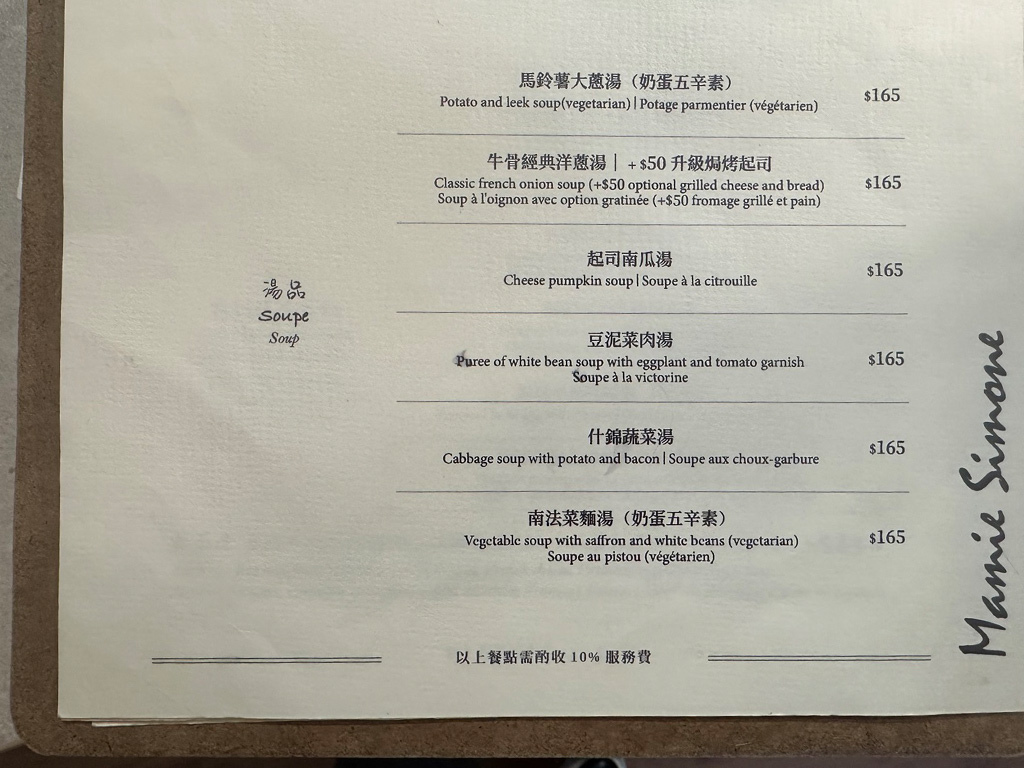 馬鈴薯大蔥湯（奶蛋五辛素）
Potato and leek soup(vegetarian) | Potage parmentier (végétarien)
$165
牛骨經典洋蔥湯｜ +$50 升級焗烤起司
Classic french onion soup (+$50 optional grilled cheese and bread)
Soup à l'oignon avec option gratinée (+$50 fromage grillé et pain)
$165
起司南瓜湯
Cheese pumpkin soup | Soupe à la citrouille
$165
湯品
Soupe
Soup
豆泥菜肉湯
Puree of white bean soup with eggplant and tomato garnish
Soupe à la victorine
$165
什錦蔬菜湯
Cabbage soup with potato and bacon | Soupe aux choux-garbure
$165
南法菜麵湯（奶蛋五辛素）
Vegetable soup with saffron and white beans (vegetarian)
Soupe au pistou (végétarien)
$165
以上餐點需酌收 10% 服務費
Mamie Simone